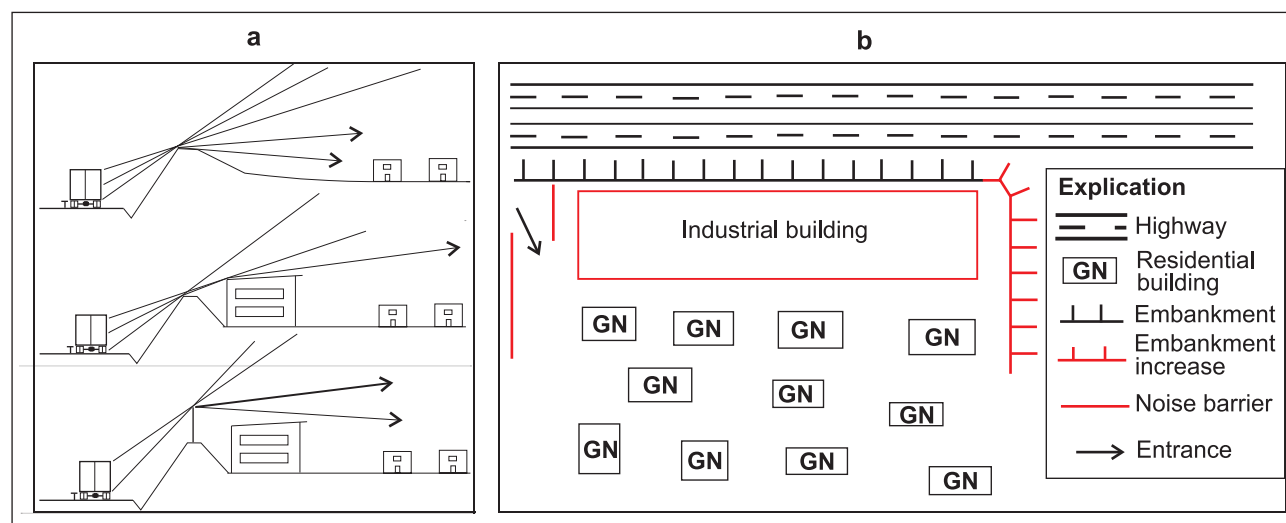 a
b
Industrial building
GN GN GN GN
GN GN GN
GN GN GN GN
Explication
Highway
GN
Residential
building
Embankment
Embankment
increase
Noise barrier
Entrance